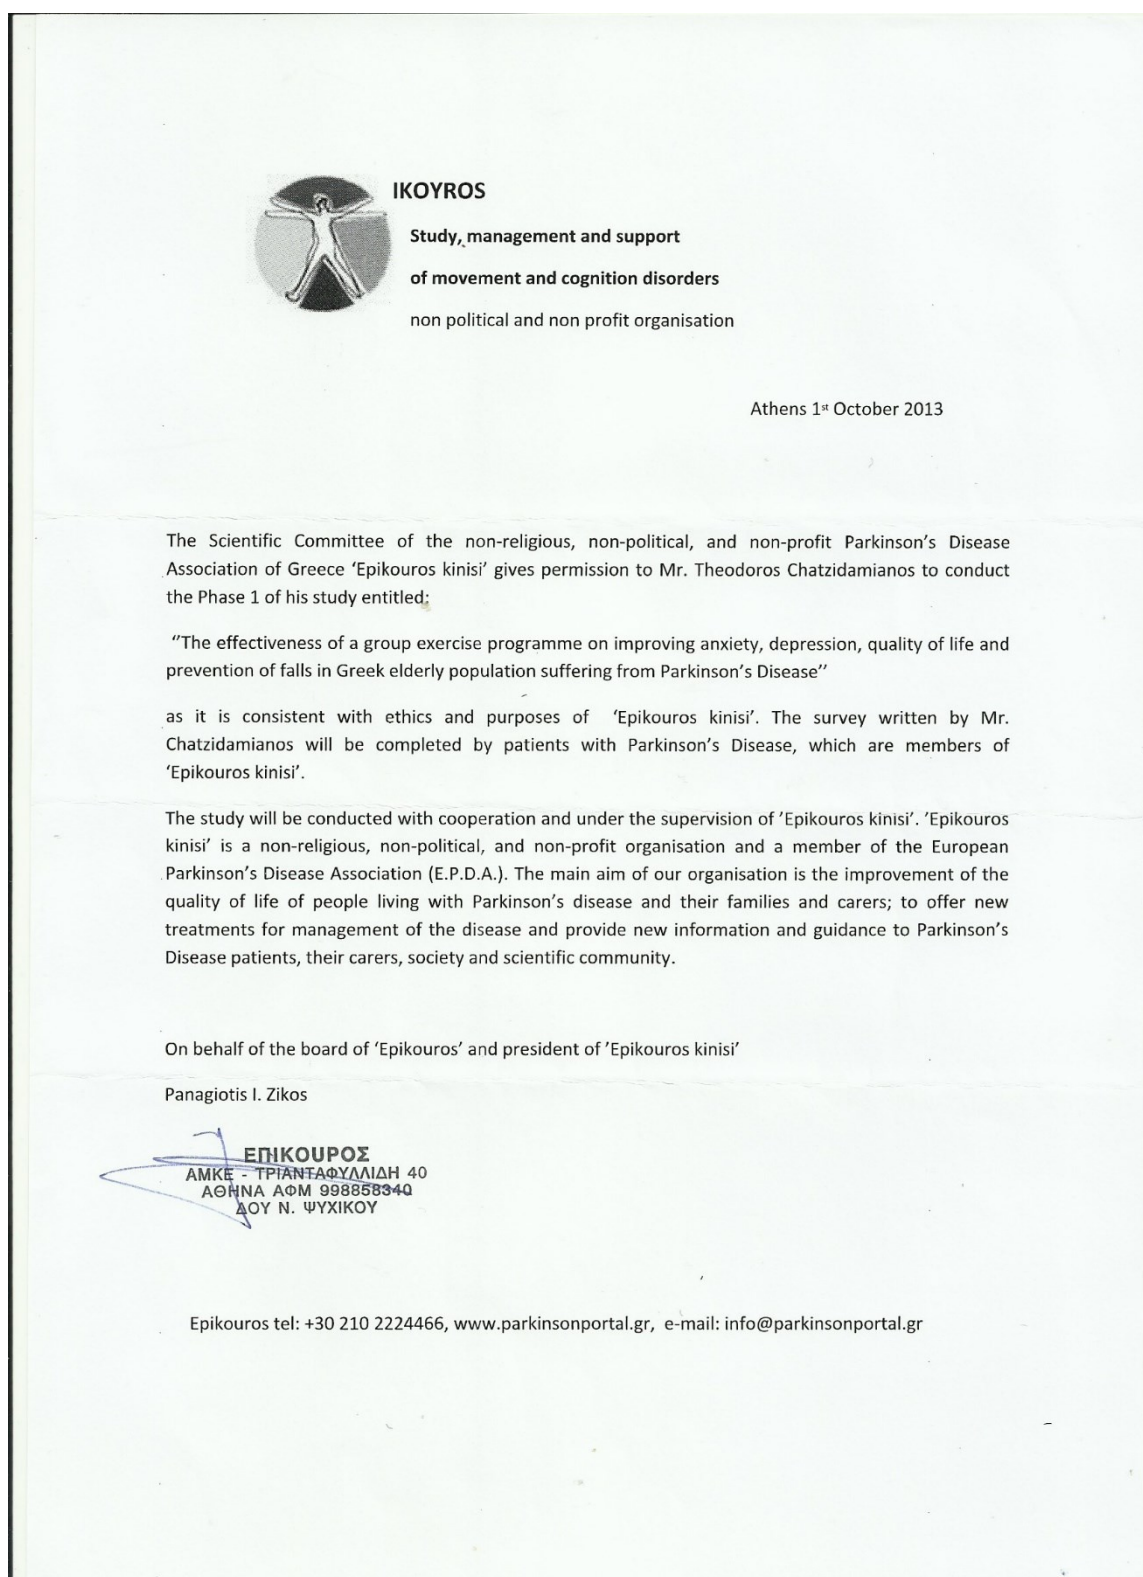 IKOYROS
Study, management and support
of movement and cognition disorders
non political and non profit organisation
Athens 1st October 2013
The Scientific Committee of the non-religious, non-political, and non-profit Parkinson's Disease
Association of Greece 'Epikouros kinisi' gives permission to Mr. Theodoros Chatzidamianos to conduct
the Phase 1 of his study entitled:
"The effectiveness of a group exercise programme on improving anxiety, depression, quality of life and
prevention of falls in Greek elderly population suffering from Parkinson's Disease"
as it is consistent with ethics and purposes of 'Epikouros kinisi'. The survey written by Mr.
Chatzidamianos will be completed by patients with Parkinson's Disease, which are members of
'Epikouros kinisi'.
The study will be conducted with cooperation and under the supervision of 'Epikouros kinisi'. 'Epikouros
kinisi' is a non-religious, non-political, and non-profit organisation and a member of the European
Parkinson's Disease Association (E.P.D.A.). The main aim of our organisation is the improvement of the
quality of life of people living with Parkinson's disease and their families and carers; to offer new
treatments for management of the disease and provide new information and guidance to Parkinson's
Disease patients, their carers, society and scientific community.
On behalf of the board of 'Epikouros' and president of 'Epikouros kinisi'
Panagiotis I. Zikos
ΕΠΙΚΟΥΡΟΣ
ΑΜΚΕ - ΤΡΙΑΝΤΑΦΥΛΛΙΔΗ 40
ΑΘΗΝΑ ΑΦΜ 998858340
ΔΟΥ Ν. ΨΥΧΙΚΟΥ
Epikouros tel: +30 210 2224466, www.parkinsonportal.gr, e-mail: info@parkinsonportal.gr